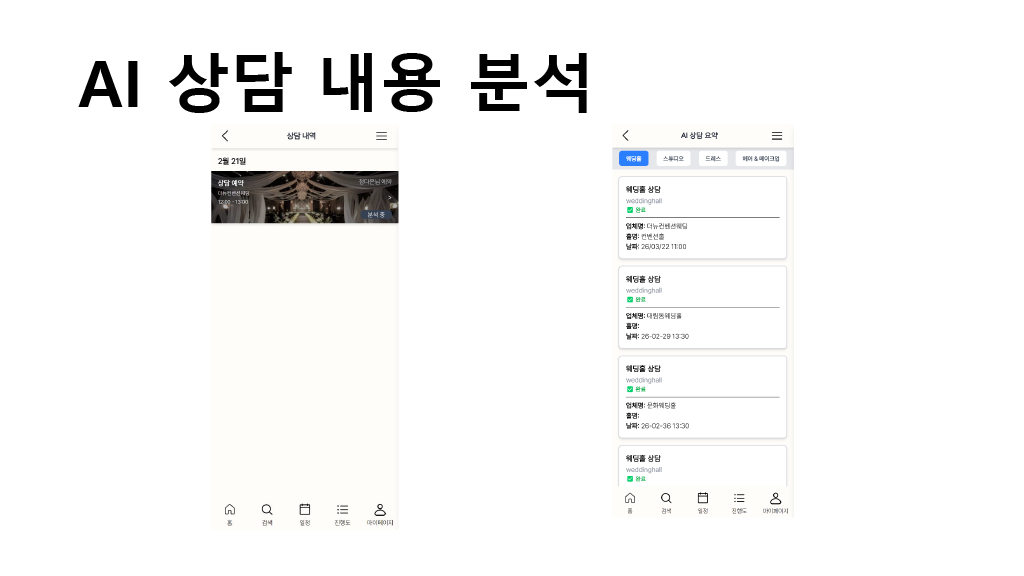 AI 상담 내용 분석
상담 내역
2월 21일
상담 예약
정다은님 예약
더뉴컨벤션웨딩
12:00 - 13:00
분석 중
홈
검색
일정
진행도
마이페이지
AI 상담 요약
웨딩홀
스튜디오
드레스
헤어 & 메이크업
웨딩홀 상담
weddinghall
완료
업체명: 더뉴컨벤션웨딩
홀명: 컨벤션홀
날짜: 26/03/22 11:00
웨딩홀 상담
weddinghall
완료
업체명: 대림동웨딩홀
홀명:
날짜: 26-02-29 13:30
웨딩홀 상담
weddinghall
완료
업체명: 문화웨딩홀
홀명:
날짜: 26-02-36 13:30
웨딩홀 상담
weddinghall
완료
홈
검색
일정
진행도
마이페이지